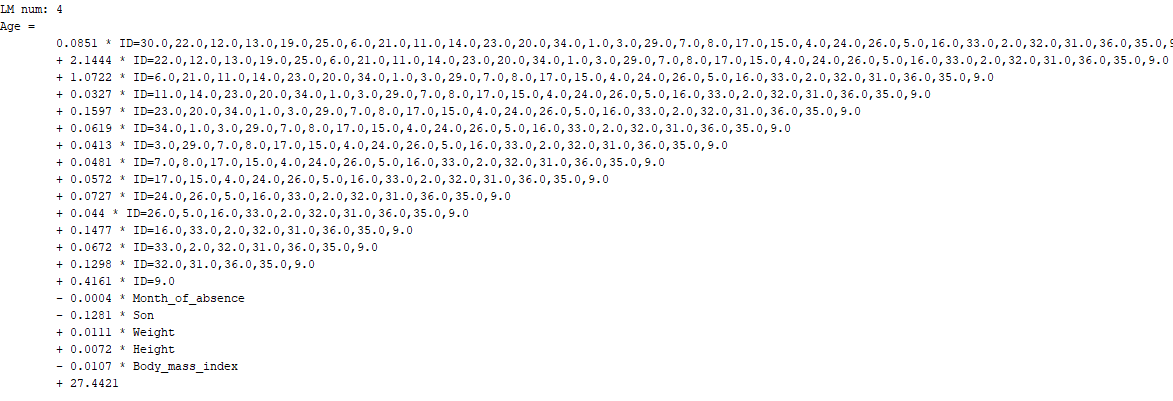 LM num: 4
Age =
0.0851 * ID=30.0,22.0,12.0,13.0,19.0,25.0,6.0,21.0,11.0,14.0,23.0,20.0,34.0,1.0,3.0,29.0,7.0,8.0,17.0,15.0,4.0,24.0,26.0,5.0,16.0,33.0,2.0,32.0,31.0,36.0,35.0,9
+ 2.1444 * ID=22.0,12.0,13.0,19.0,25.0,6.0,21.0,11.0,14.0,23.0,20.0,34.0,1.0,3.0,29.0,7.0,8.0,17.0,15.0,4.0,24.0,26.0,5.0,16.0,33.0,2.0,32.0,31.0,36.0,35.0,9.0
+ 1.0722 * ID=6.0,21.0,11.0,14.0,23.0,20.0,34.0,1.0,3.0,29.0,7.0,8.0,17.0,15.0,4.0,24.0,26.0,5.0,16.0,33.0,2.0,32.0,31.0,36.0,35.0,9.0
+ 0.0327 * ID=11.0,14.0,23.0,20.0,34.0,1.0,3.0,29.0,7.0,8.0,17.0,15.0,4.0,24.0,26.0,5.0,16.0,33.0,2.0,32.0,31.0,36.0,35.0,9.0
+ 0.1597 * ID=23.0,20.0,34.0,1.0,3.0,29.0,7.0,8.0,17.0,15.0,4.0,24.0,26.0,5.0,16.0,33.0,2.0,32.0,31.0,36.0,35.0,9.0
+ 0.0619 * ID=34.0,1.0,3.0,29.0,7.0,8.0,17.0,15.0,4.0,24.0,26.0,5.0,16.0,33.0,2.0,32.0,31.0,36.0,35.0,9.0
+ 0.0413 * ID=3.0,29.0,7.0,8.0,17.0,15.0,4.0,24.0,26.0,5.0,16.0,33.0,2.0,32.0,31.0,36.0,35.0,9.0
+ 0.0481 * ID=7.0,8.0,17.0,15.0,4.0,24.0,26.0,5.0,16.0,33.0,2.0,32.0,31.0,36.0,35.0,9.0
+ 0.0572 * ID=17.0,15.0,4.0,24.0,26.0,5.0,16.0,33.0,2.0,32.0,31.0,36.0,35.0,9.0
+ 0.0727 * ID=24.0,26.0,5.0,16.0,33.0,2.0,32.0,31.0,36.0,35.0,9.0
+ 0.044 * ID=26.0,5.0,16.0,33.0,2.0,32.0,31.0,36.0,35.0,9.0
+ 0.1477 * ID=16.0,33.0,2.0,32.0,31.0,36.0,35.0,9.0
+ 0.0672 * ID=33.0,2.0,32.0,31.0,36.0,35.0,9.0
+ 0.1298 * ID=32.0,31.0,36.0,35.0,9.0
+ 0.4161 * ID=9.0
- 0.0004 * Month_of_absence
- 0.1281 * Son
+ 0.0111 * Weight
+ 0.0072 * Height
- 0.0107 * Body_mass_index
+ 27.4421